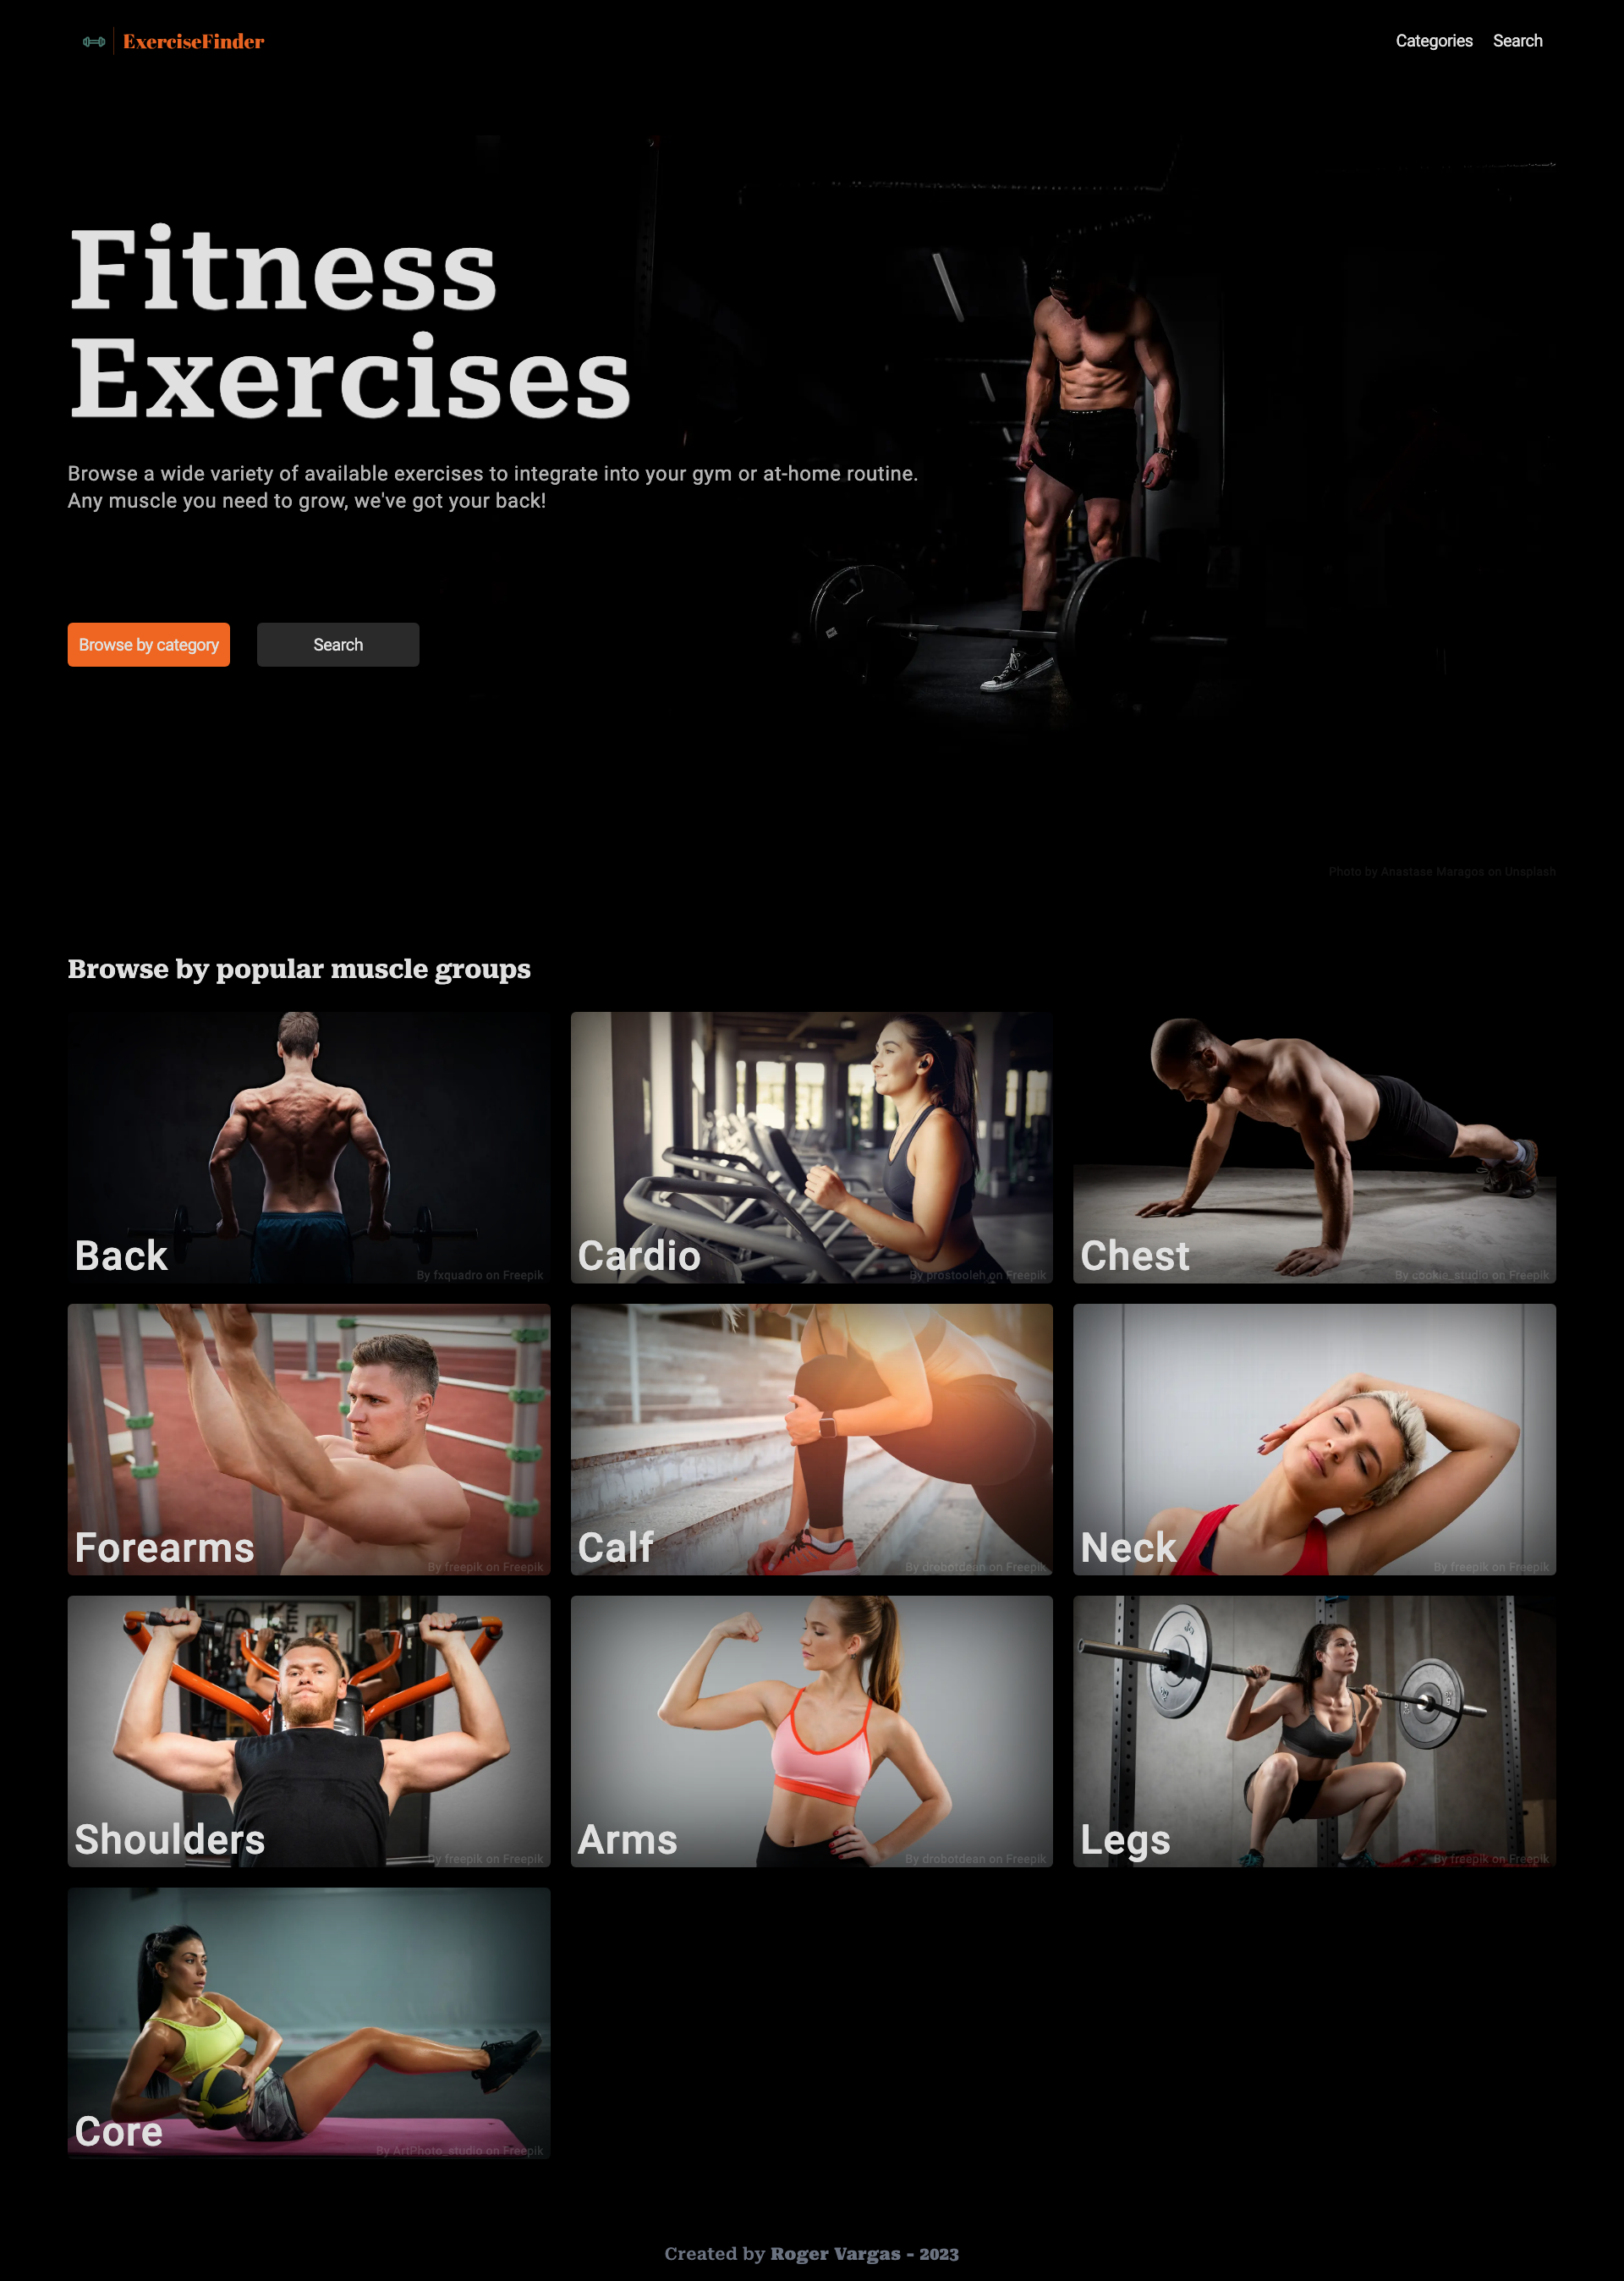 ExerciseFinder
Categories Search
Fitness
Exercises
Browse a wide variety of available exercises to integrate into your gym or at-home routine.
Any muscle you need to grow, we've got your back!
Browse by category
Search
Photo by Anastase Maragos on Unsplash
Browse by popular muscle groups
Back
By fxquadro on Freepik
Cardio
By prostooleh on Freepik
Chest
By cookie_studio on Freepik
Forearms
By freepik on Freepik
Calf
By drobotdean on Freepik
Neck
By freepik on Freepik
Shoulders
By freepik on Freepik
Arms
By drobotdean on Freepik
Legs
By freepik on Freepik
Core
By ArtPhoto_studio on Freepik
Created by Roger Vargas - 2023